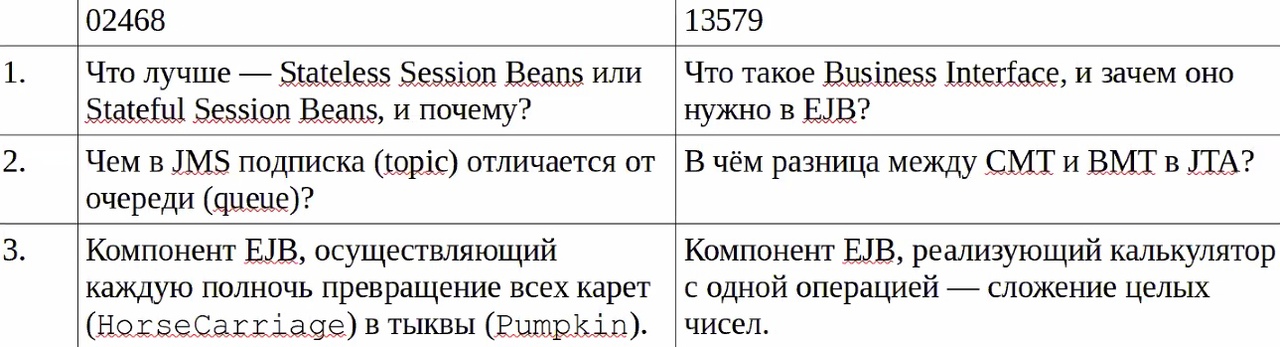 02468
13579
1.
Что лучше — Stateless Session Beans или
Stateful Session Beans, и почему?
Что такое Business Interface, и зачем оно
нужно в EJB?
2.
Чем в JMS подписка (topic) отличается от
очереди (queue)?
В чём разница между CMT и BMT в JTA?
3.
Компонент EJB, осуществляющий
каждую полночь превращение всех карет
(HorseCarriage) в тыквы (Pumpkin).
Компонент EJB, реализующий калькулятор
с одной операцией — сложение целых
чисел.